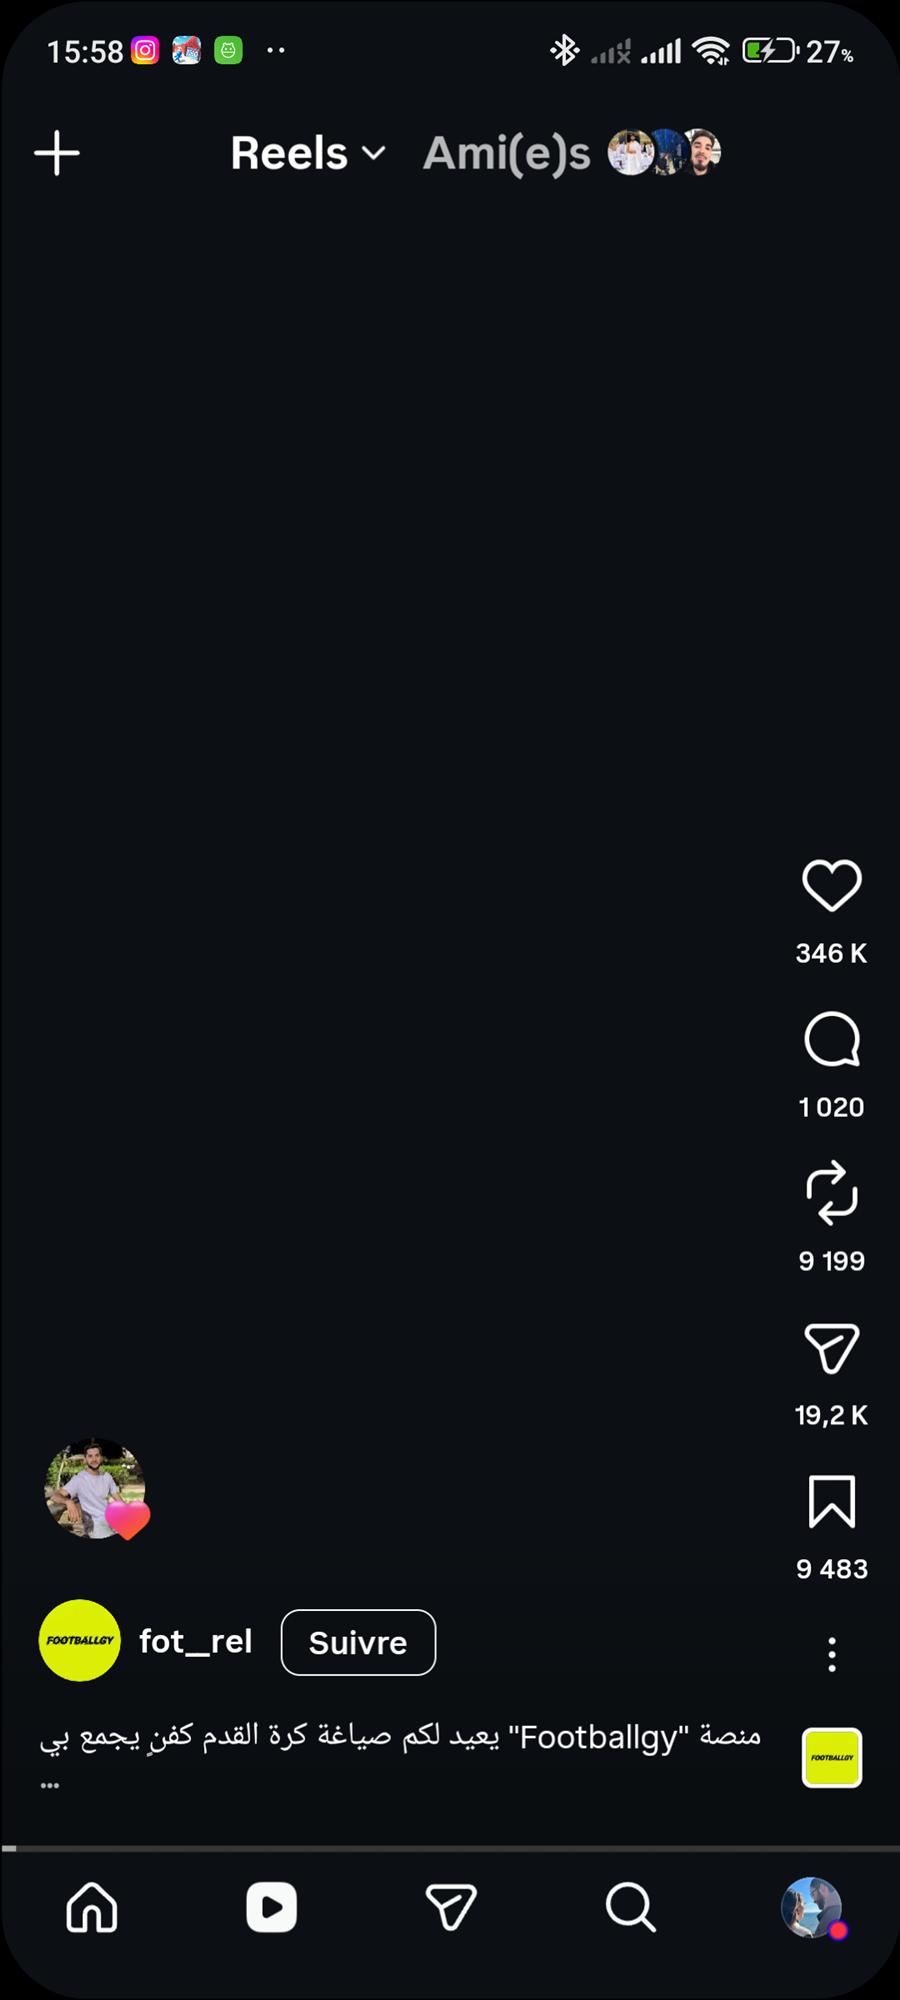 15:58
27%
Reels
Ami(e)s
346 K
1 020
9 199
19,2 K
9 483
FOOTBALLGY
fot__rel
Suivre
منصة "Footballgy" يعيد لكم صياغة كرة القدم كفنٍ يجمع بي
...
FOOTBALLGY